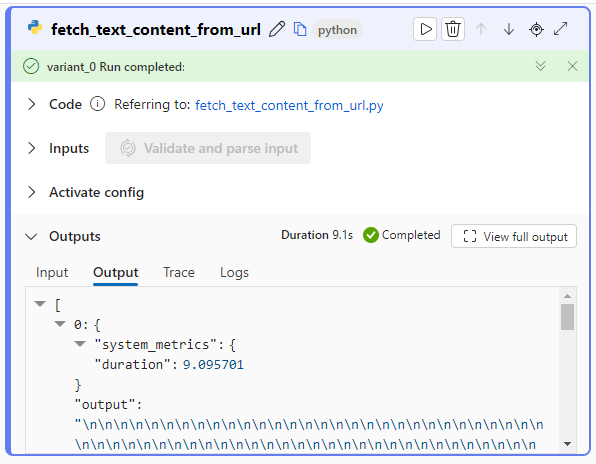 fetch_text_content_from_url python
variant_0 Run completed:
Code Referring to: fetch_text_content_from_url.py
Inputs Validate and parse input
Activate config
Outputs Duration 9.1s Completed View full output
Input Output Trace Logs
[
0: {
"system_metrics": {
"duration": 9.095701
}
"output":
"\n\n\n\n\n\n\n\n\n\n\n\n\n\n\n\n\n\n\n\n\n\n\n\n\n\n\n\n\n\n
\n\n\n\n\n\n\n\n\n\n\n\n\n\n\n\n\n\n\n\n\n\n\n\n\n\n\n\n\n\n